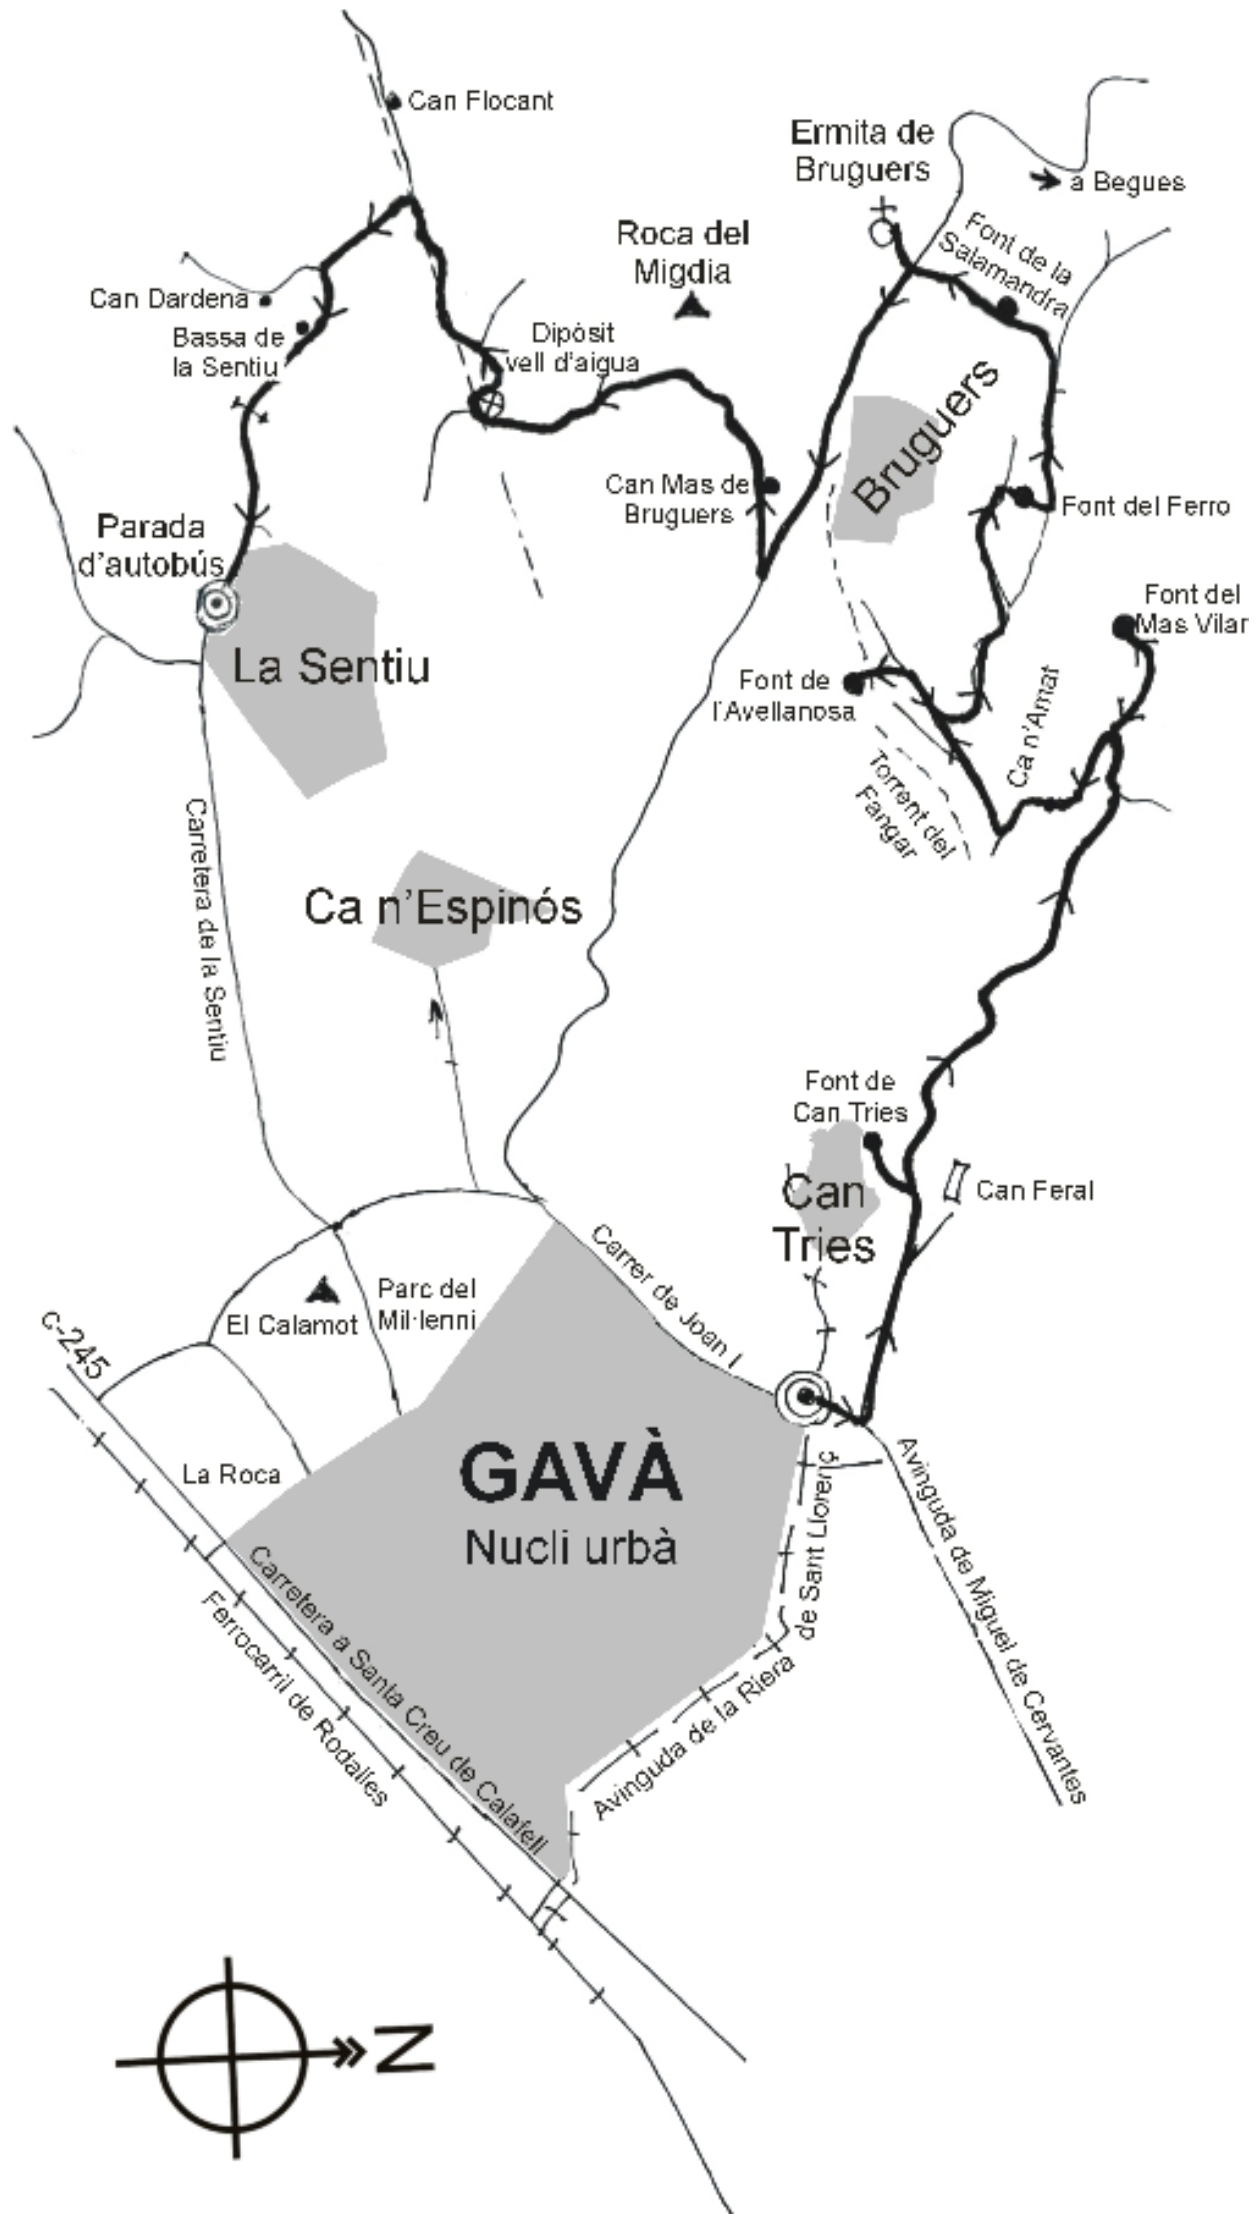 Can Flocant
Ermita de
Bruguers
a Begues
Roca del
Migdia
Font de la
Salamandra
Can Dardena
Bassa de
la Sentiu
Dipòsit
vell d'aigua
Bruguers
Can Mas de
Bruguers
Font del Ferro
Parada
d'autobús
Font del
Mas Vilar
La Sentiu
Font de
l'Avellanosa
Ca n'Amat
Torrent del
Fangar
Carretera de la Sentiu
Ca n'Espinós
Font de
Can Tries
Can Feral
Can
Tries
Carrer de Joan I
Parc del
Mil·lenni
El Calamot
c-245
La Roca
GAVÀ
Nucli urbà
de Sant Llorenç
Avinguda de la Riera
Avinguda de Miguel de Cervantes
Carretera a Santa Creu de Calafell
Ferrocarril de Rodalies
N